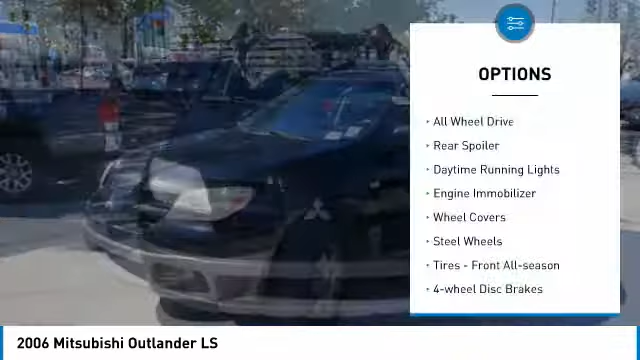 OPTIONS
· All Wheel Drive
· Rear Spoiler
· Daytime Running Lights
· Engine Immobilizer
· Wheel Covers
· Steel Wheels
· Tires - Front All-season
· 4-wheel Disc Brakes
2006 Mitsubishi Outlander LS